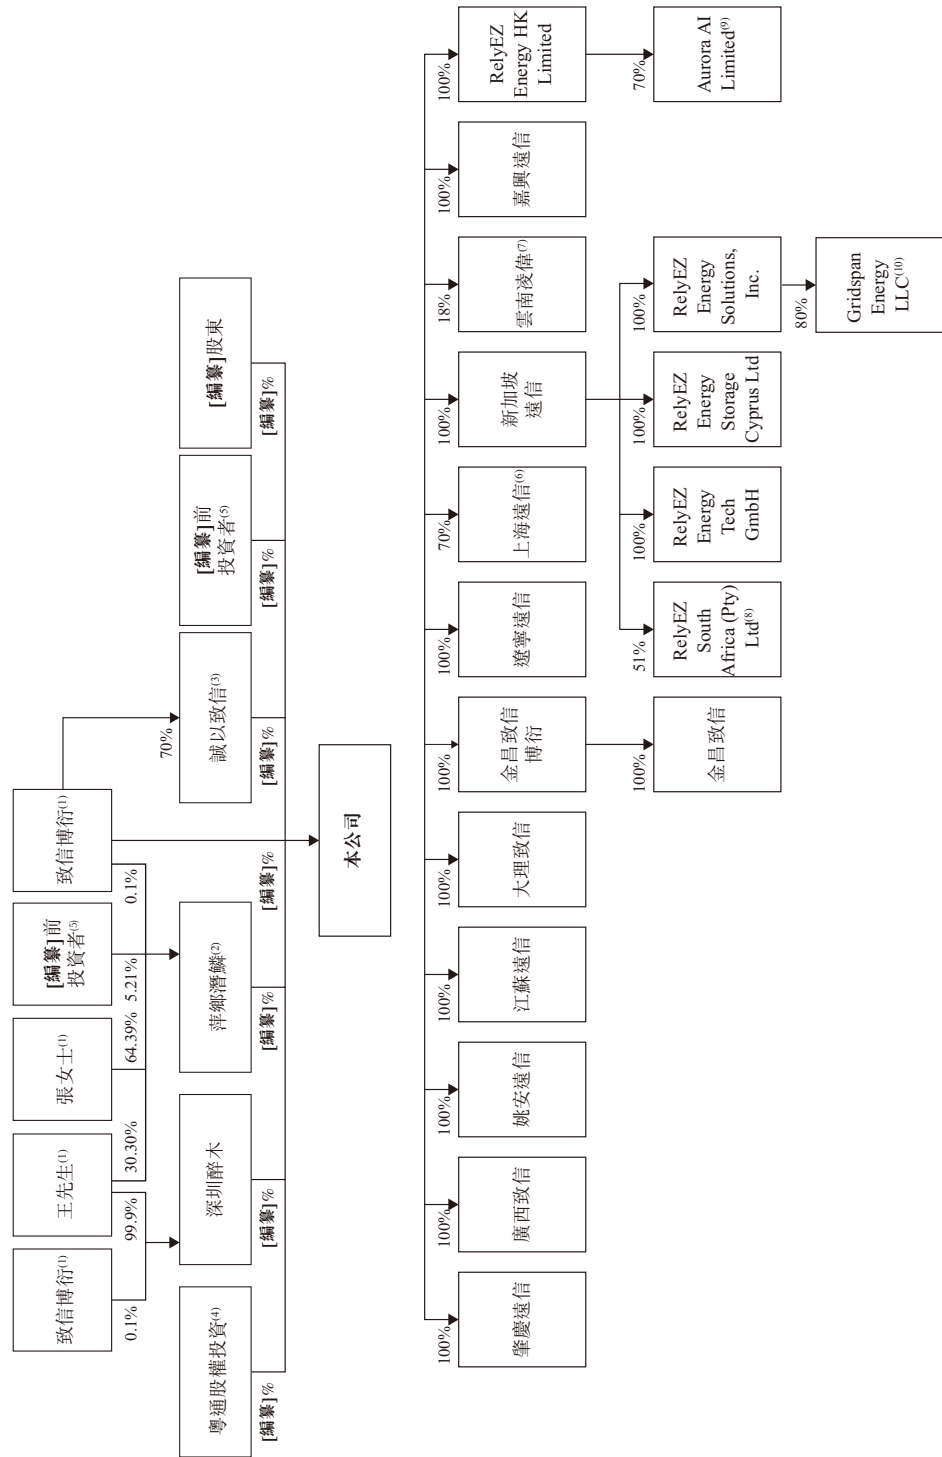 致信博衍(1)
王先生(1)
張女士(1)
[編纂]前
投資者(5)
致信博衍(1)
0.1%
99.9%
30.30%
64.39%
5.21%
0.1%
70%
粵通股權投資(4)
深圳醉木
萍鄉潛鱗(2)
誠以致信(3)
[編纂]前
投資者(5)
[編纂]股東
[編纂]%
[編纂]%
[編纂]%
[編纂]%
[編纂]%
[編纂]%
[編纂]%
本公司
100%
100%
100%
100%
100%
100%
100%
70%
100%
18%
100%
100%
肇慶遠信
廣西致信
姚安遠信
江蘇遠信
大理致信
金昌致信
博衍
遼寧遠信
上海遠信(6)
新加坡
遠信
雲南凌偉(7)
嘉興遠信
RelyEZ
Energy HK
Limited
100%
51%
100%
100%
100%
70%
金昌致信
RelyEZ
South
Africa (Pty)
Ltd(8)
RelyEZ
Energy
Tech
GmbH
RelyEZ
Energy
Storage
Cyprus Ltd
RelyEZ
Energy
Solutions,
Inc.
Aurora AI
Limited(9)
80%
Gridspan
Energy
LLC(10)